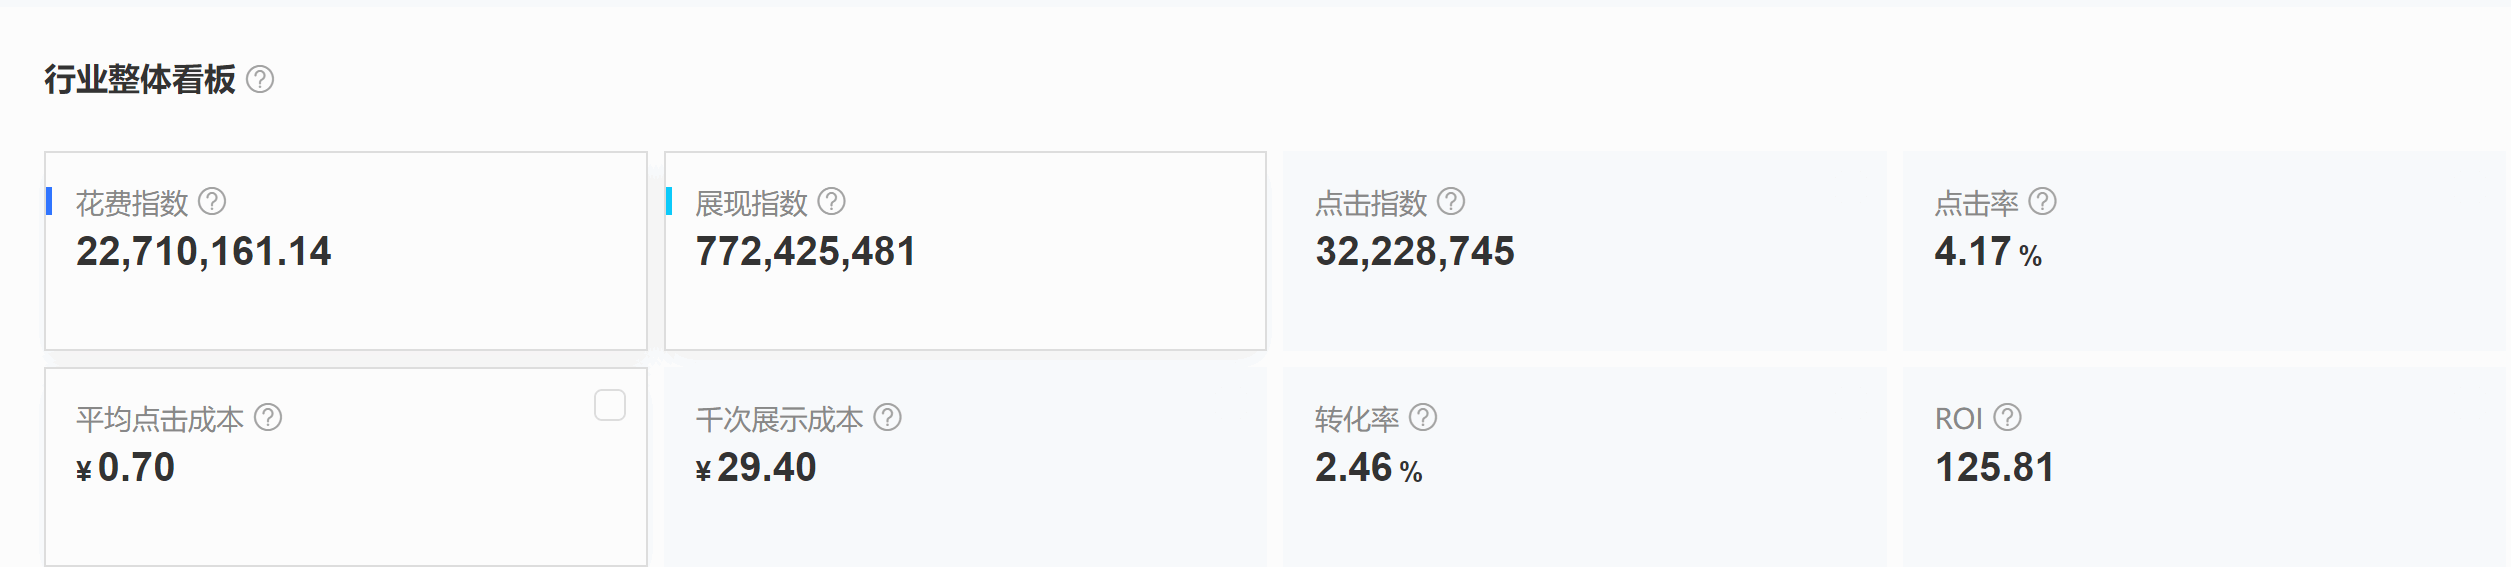 行业整体看板
花费指数
22,710,161.14
展现指数
772,425,481
点击指数
32,228,745
点击率
4.17 %
平均点击成本
¥ 0.70
千次展示成本
¥ 29.40
转化率
2.46 %
ROI
125.81